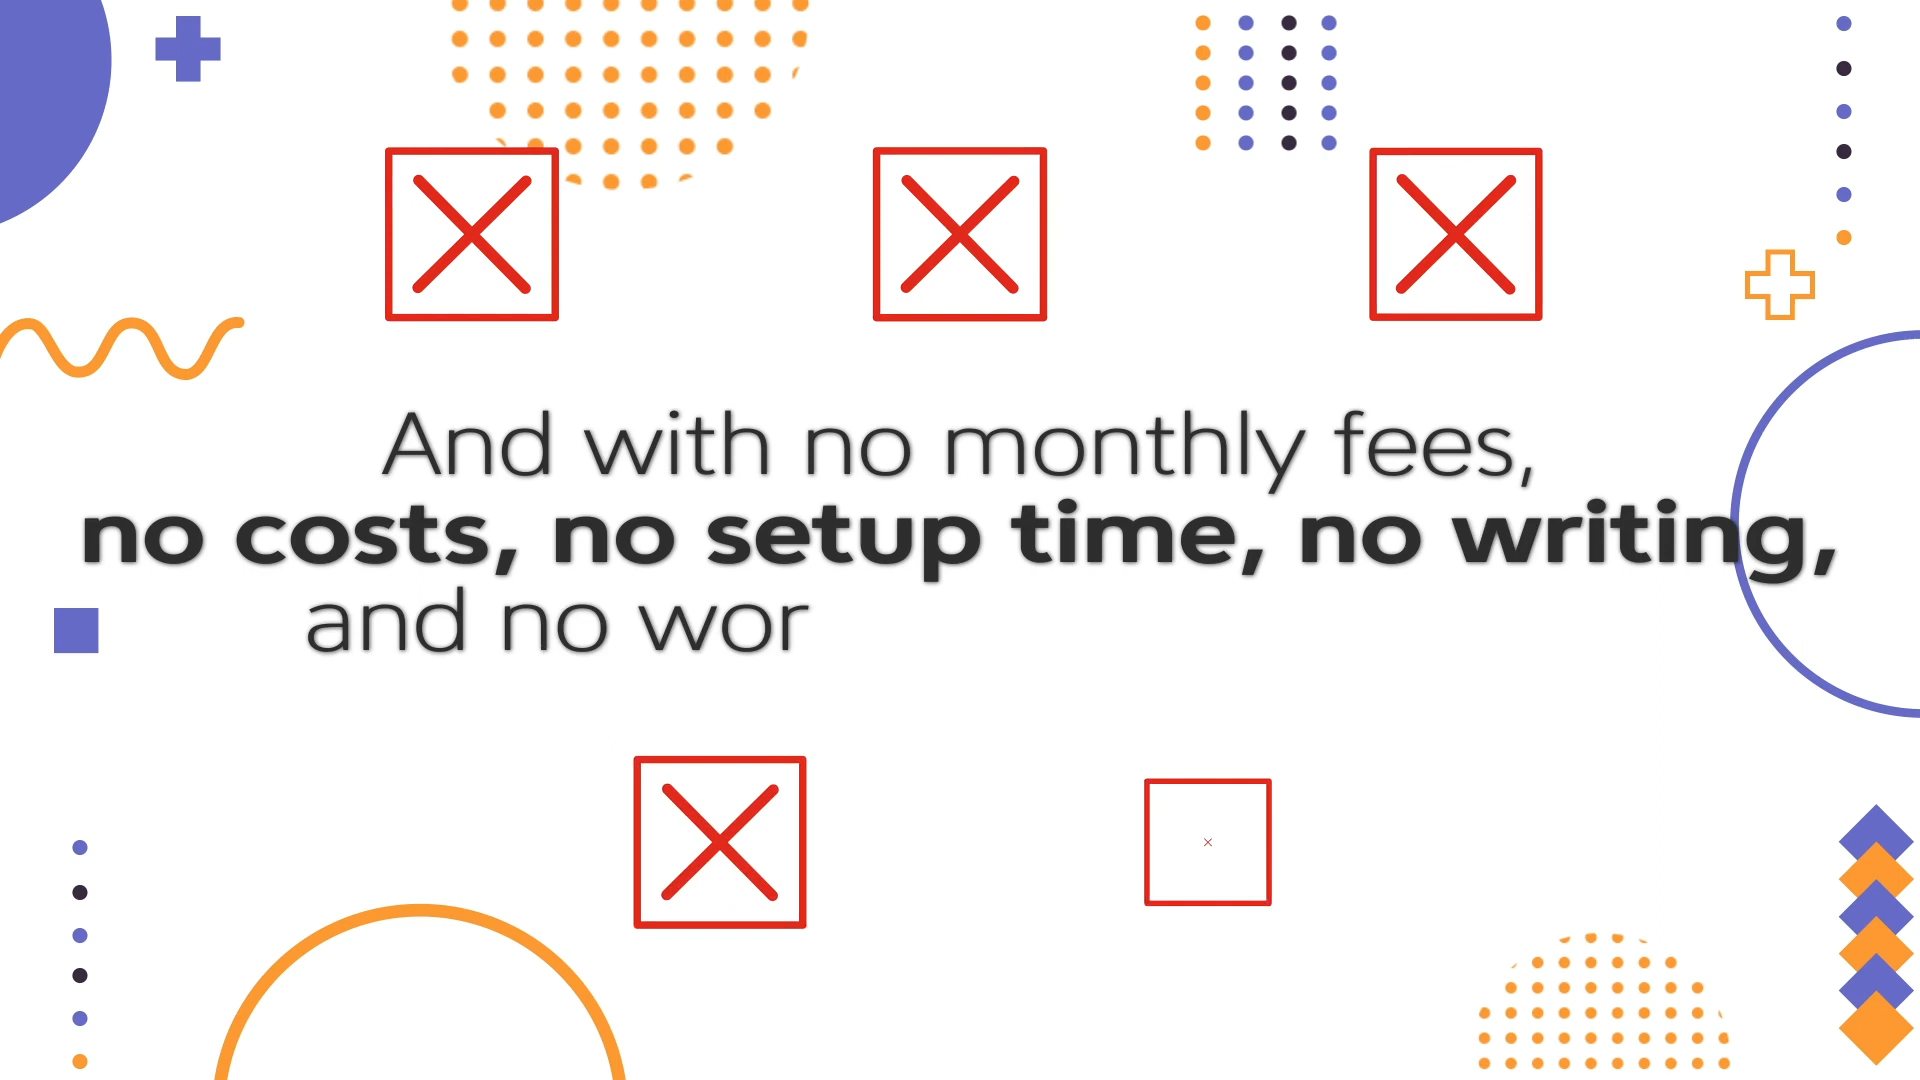 And with no monthly fees,
no costs, no setup time, no writing,
and no wor